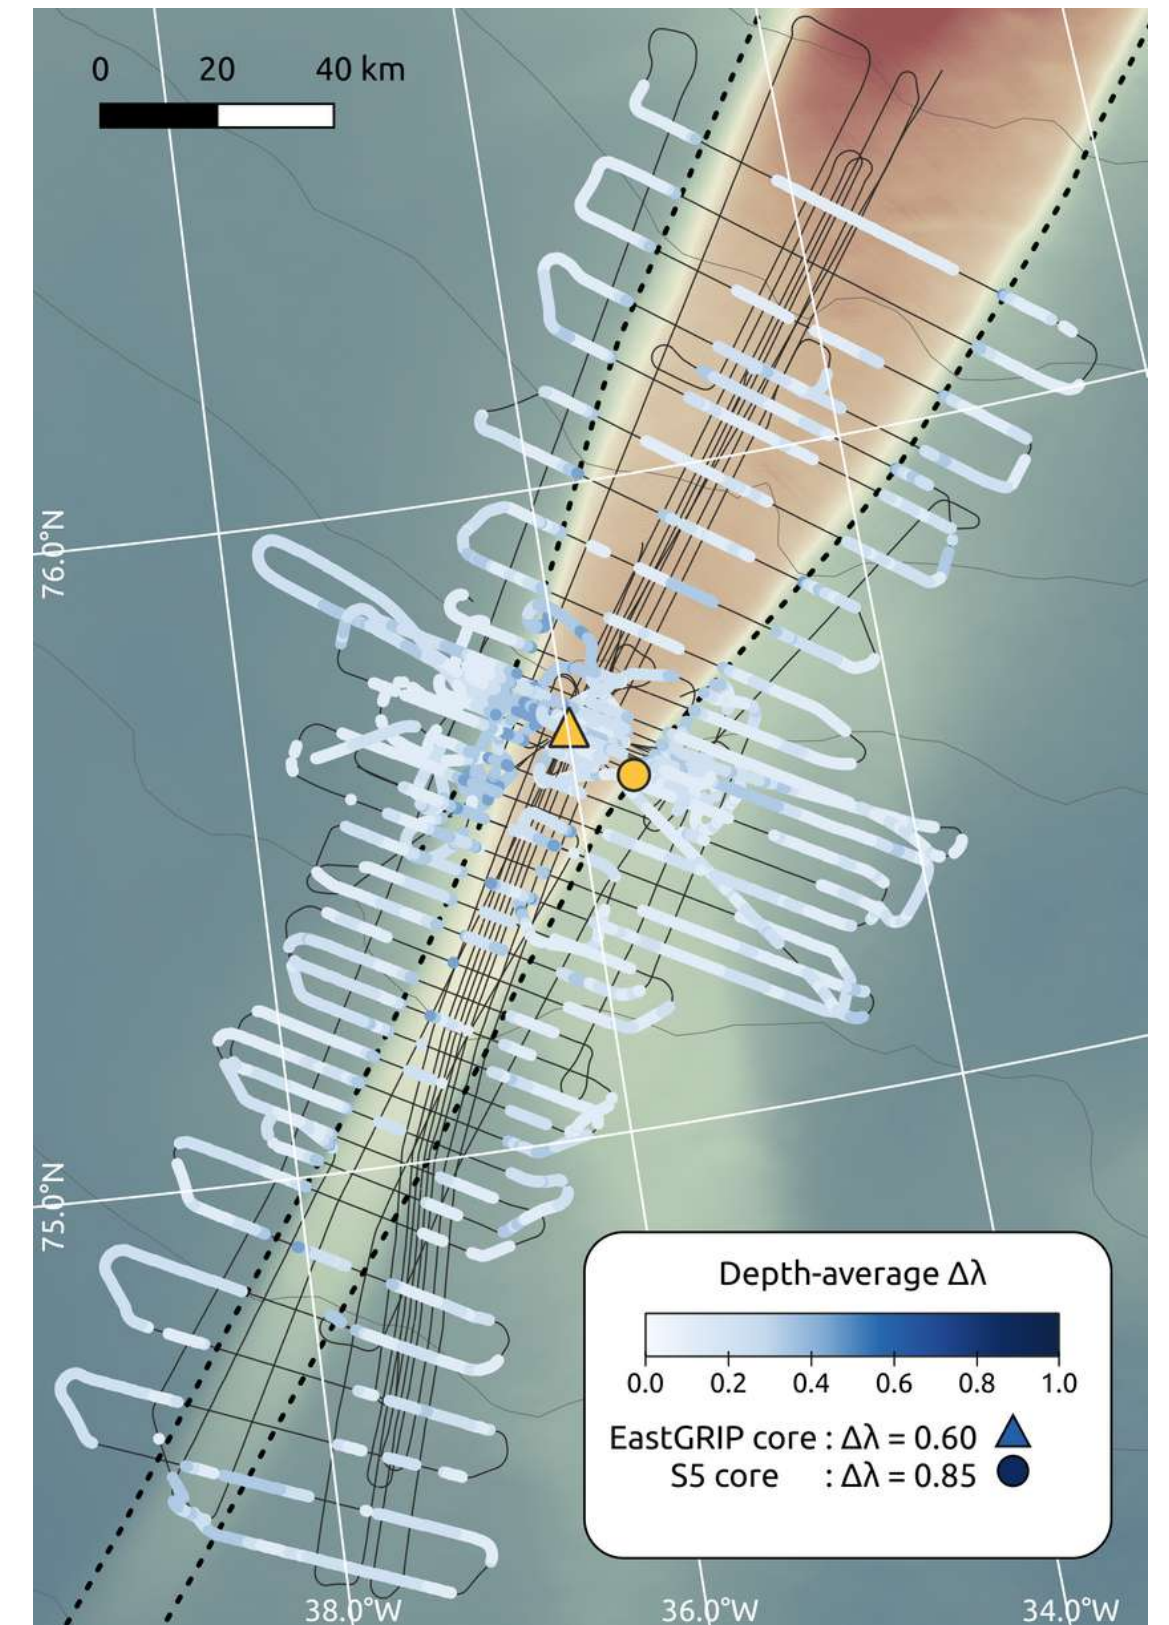 0 20 40 km
76.0°N
75.0°N
Depth-average Δλ
0.0 0.2 0.4 0.6 0.8 1.0
EastGRIP core : Δλ = 0.60
S5 core : Δλ = 0.85
38.0°W 36.0°W 34.0°W